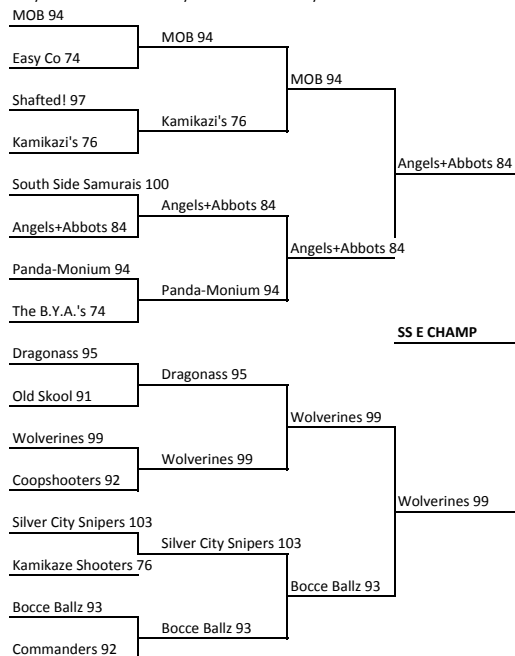 MOB 94
MOB 94
Easy Co 74
MOB 94
Shafted! 97
Kamikazi's 76
Kamikazi's 76
Angels+Abbots 84
South Side Samurais 100
Angels+Abbots 84
Angels+Abbots 84
Angels+Abbots 84
Panda-Monium 94
Panda-Monium 94
The B.Y.A.'s 74
SS E CHAMP
Dragonass 95
Dragonass 95
Old Skool 91
Wolverines 99
Wolverines 99
Wolverines 99
Coopshooters 92
Wolverines 99
Silver City Snipers 103
Silver City Snipers 103
Kamikaze Shooters 76
Bocce Ballz 93
Bocce Ballz 93
Bocce Ballz 93
Commanders 92